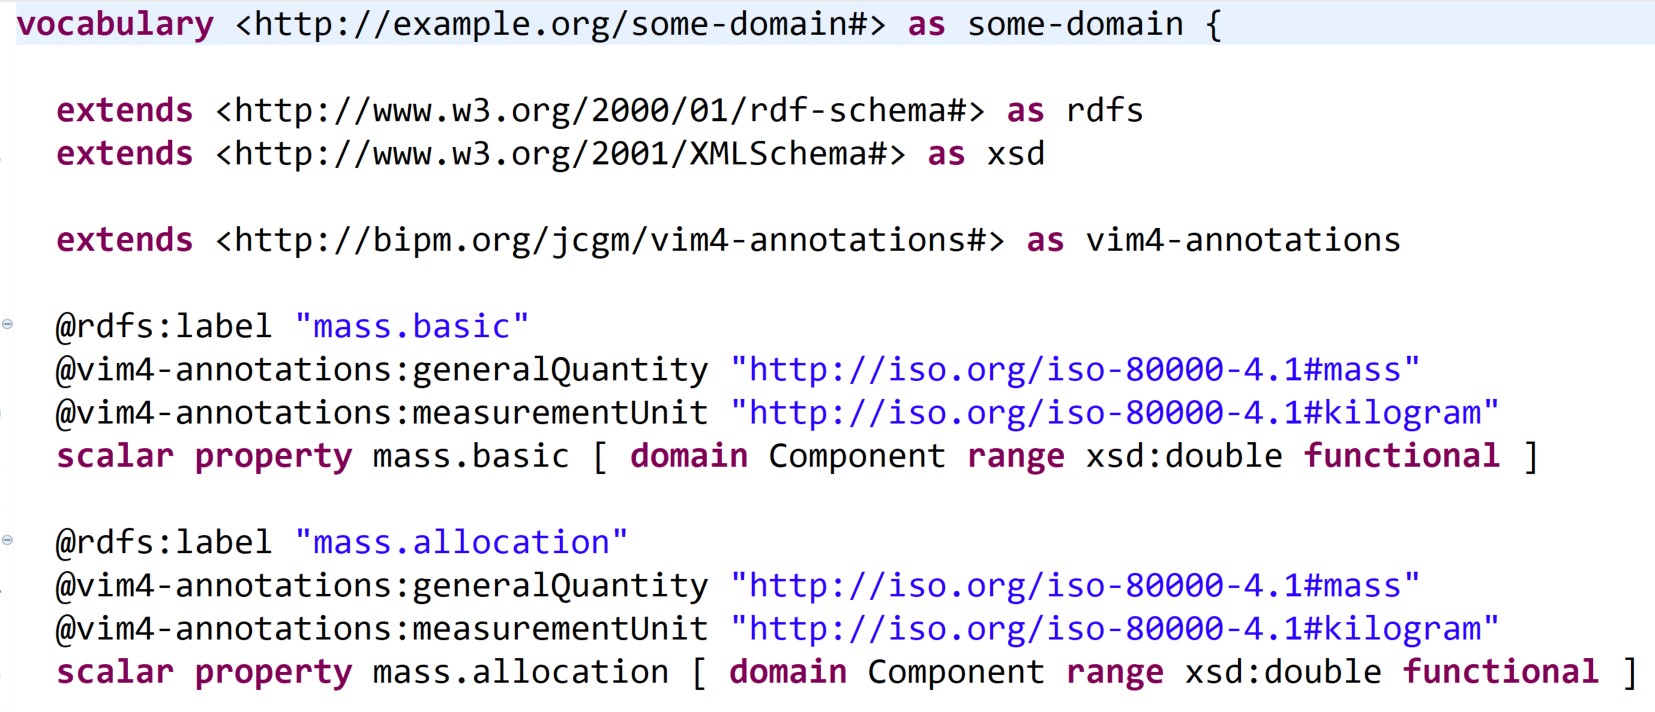 vocabulary <http://example.org/some-domain#> as some-domain {
extends <http://www.w3.org/2000/01/rdf-schema#> as rdfs
extends <http://www.w3.org/2001/XMLSchema#> as xsd
extends <http://bipm.org/jcgm/vim4-annotations#> as vim4-annotations
@rdfs:label "mass.basic"
@vim4-annotations:generalQuantity "http://iso.org/iso-80000-4.1#mass"
@vim4-annotations:measurementUnit "http://iso.org/iso-80000-4.1#kilogram"
scalar property mass.basic [ domain Component range xsd:double functional ]
@rdfs:label "mass.allocation"
@vim4-annotations:generalQuantity "http://iso.org/iso-80000-4.1#mass"
@vim4-annotations:measurementUnit "http://iso.org/iso-80000-4.1#kilogram"
scalar property mass.allocation [ domain Component range xsd:double functional ]